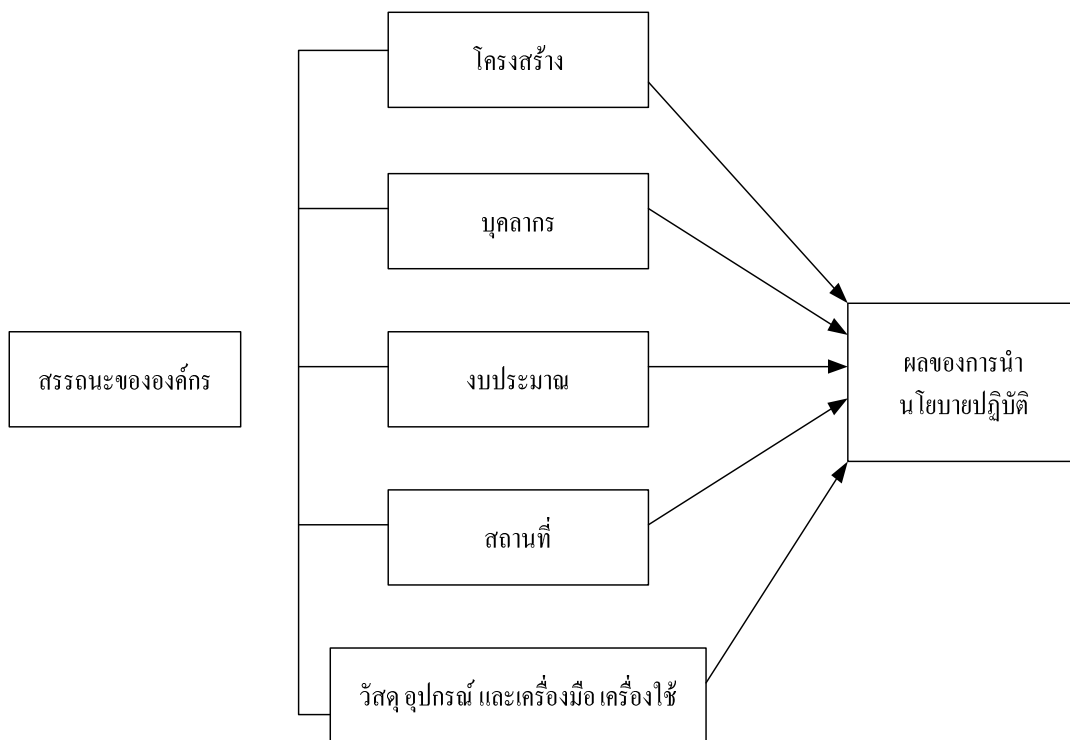 โครงสร้าง
บุคลากร
สรรถนะขององค์กร
งบประมาณ
ผลของการนำ
นโยบายปฏิบัติ
สถานที่
วัสดุ อุปกรณ์ และเครื่องมือ เครื่องใช้